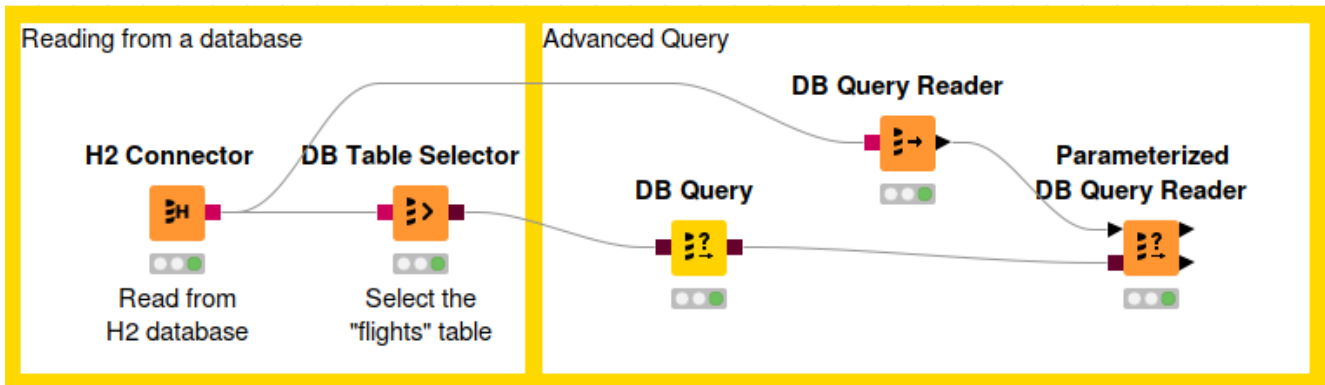 Reading from a database
Advanced Query
H2 Connector
Read from
H2 database
DB Table Selector
Select the
"flights" table
DB Query
DB Query Reader
Parameterized
DB Query Reader